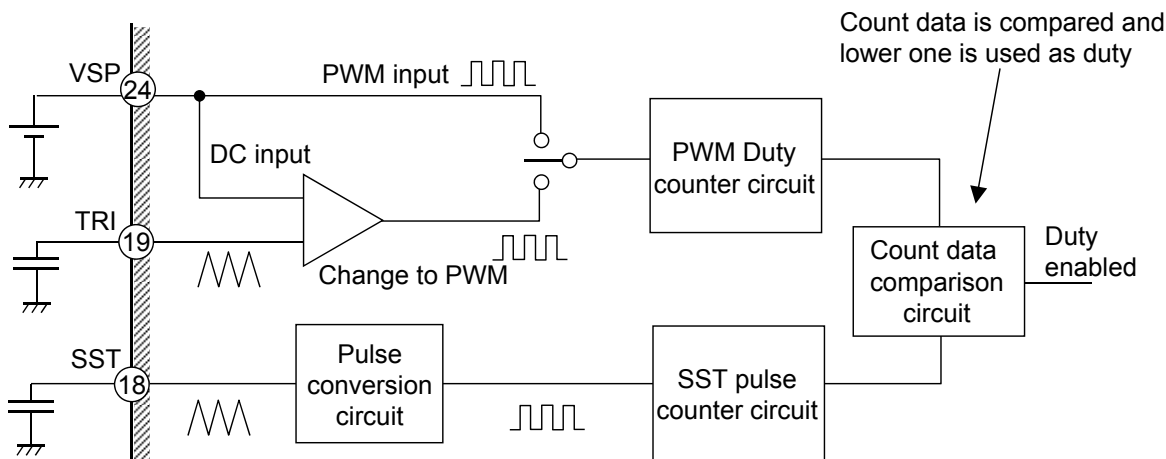 Count data is compared and
lower one is used as duty
VSP
24
PWM input
DC input
PWM Duty
counter circuit
TRI
19
Change to PWM
Count data
comparison
circuit
Duty
enabled
SST
18
Pulse
conversion
circuit
SST pulse
counter circuit